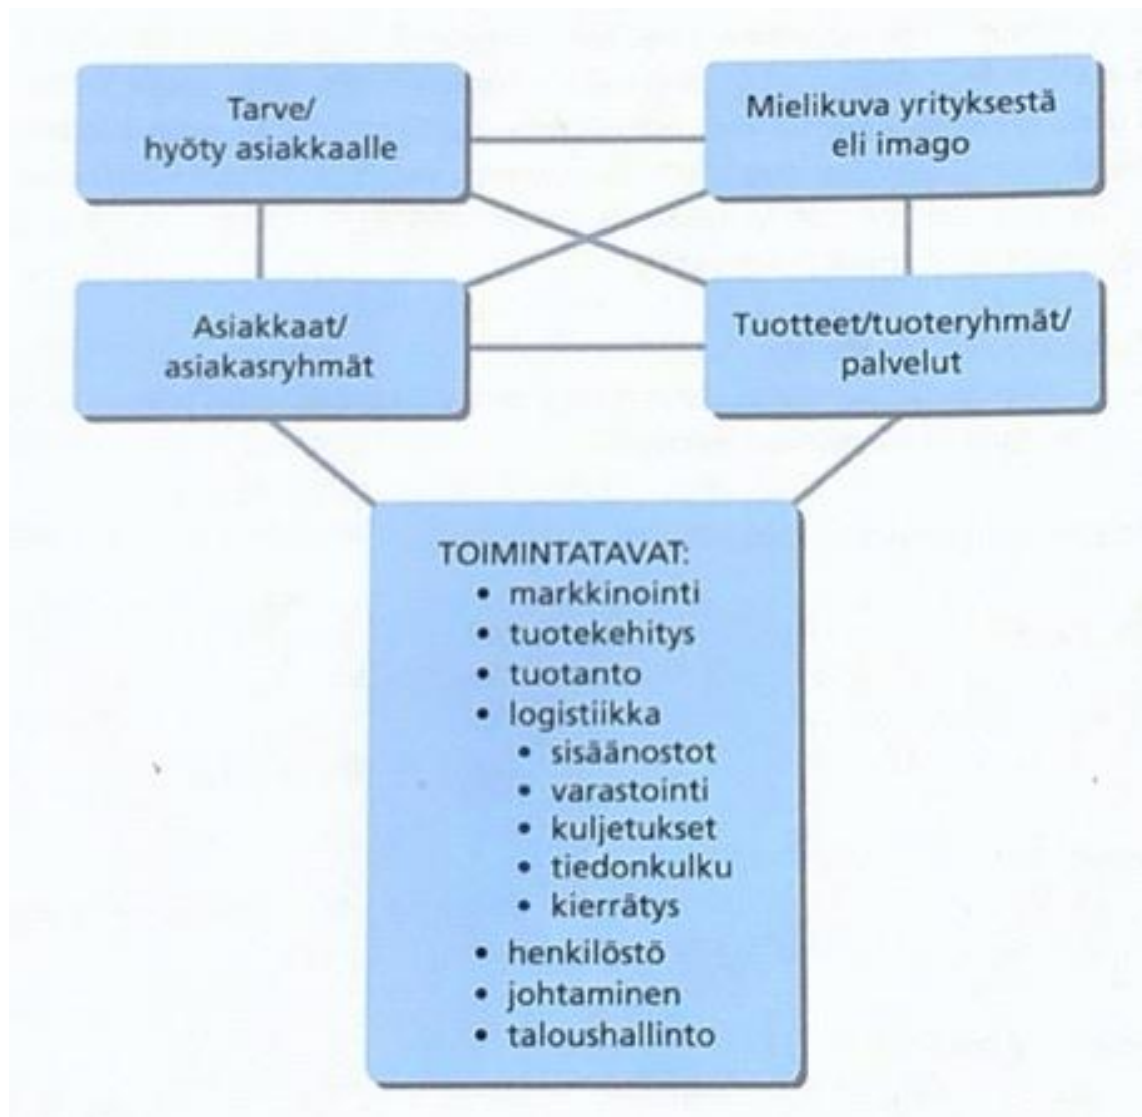 Tarve/
hyöty asiakkaalle
Mielikuva yrityksestä
eli imago
Asiakkaat/
asiakasryhmät
Tuotteet/tuoteryhmät/
palvelut
TOIMINTATAVAT:
• markkinointi
• tuotekehitys
• tuotanto
• logistiikka
• sisäänostot
• varastointi
• kuljetukset
• tiedonkulku
• kierrätys
• henkilöstö
• johtaminen
• taloushallinto